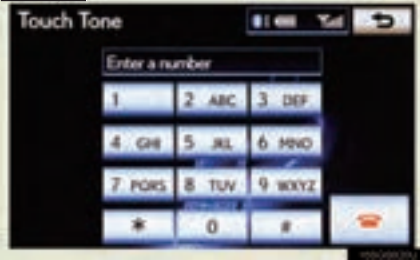 Touch Tone
Enter a number
1 2 ABC 3 DEF
4 GHI 5 JKL 6 MNO
7 PQRS 8 TUV 9 WXYZ
* 0 #